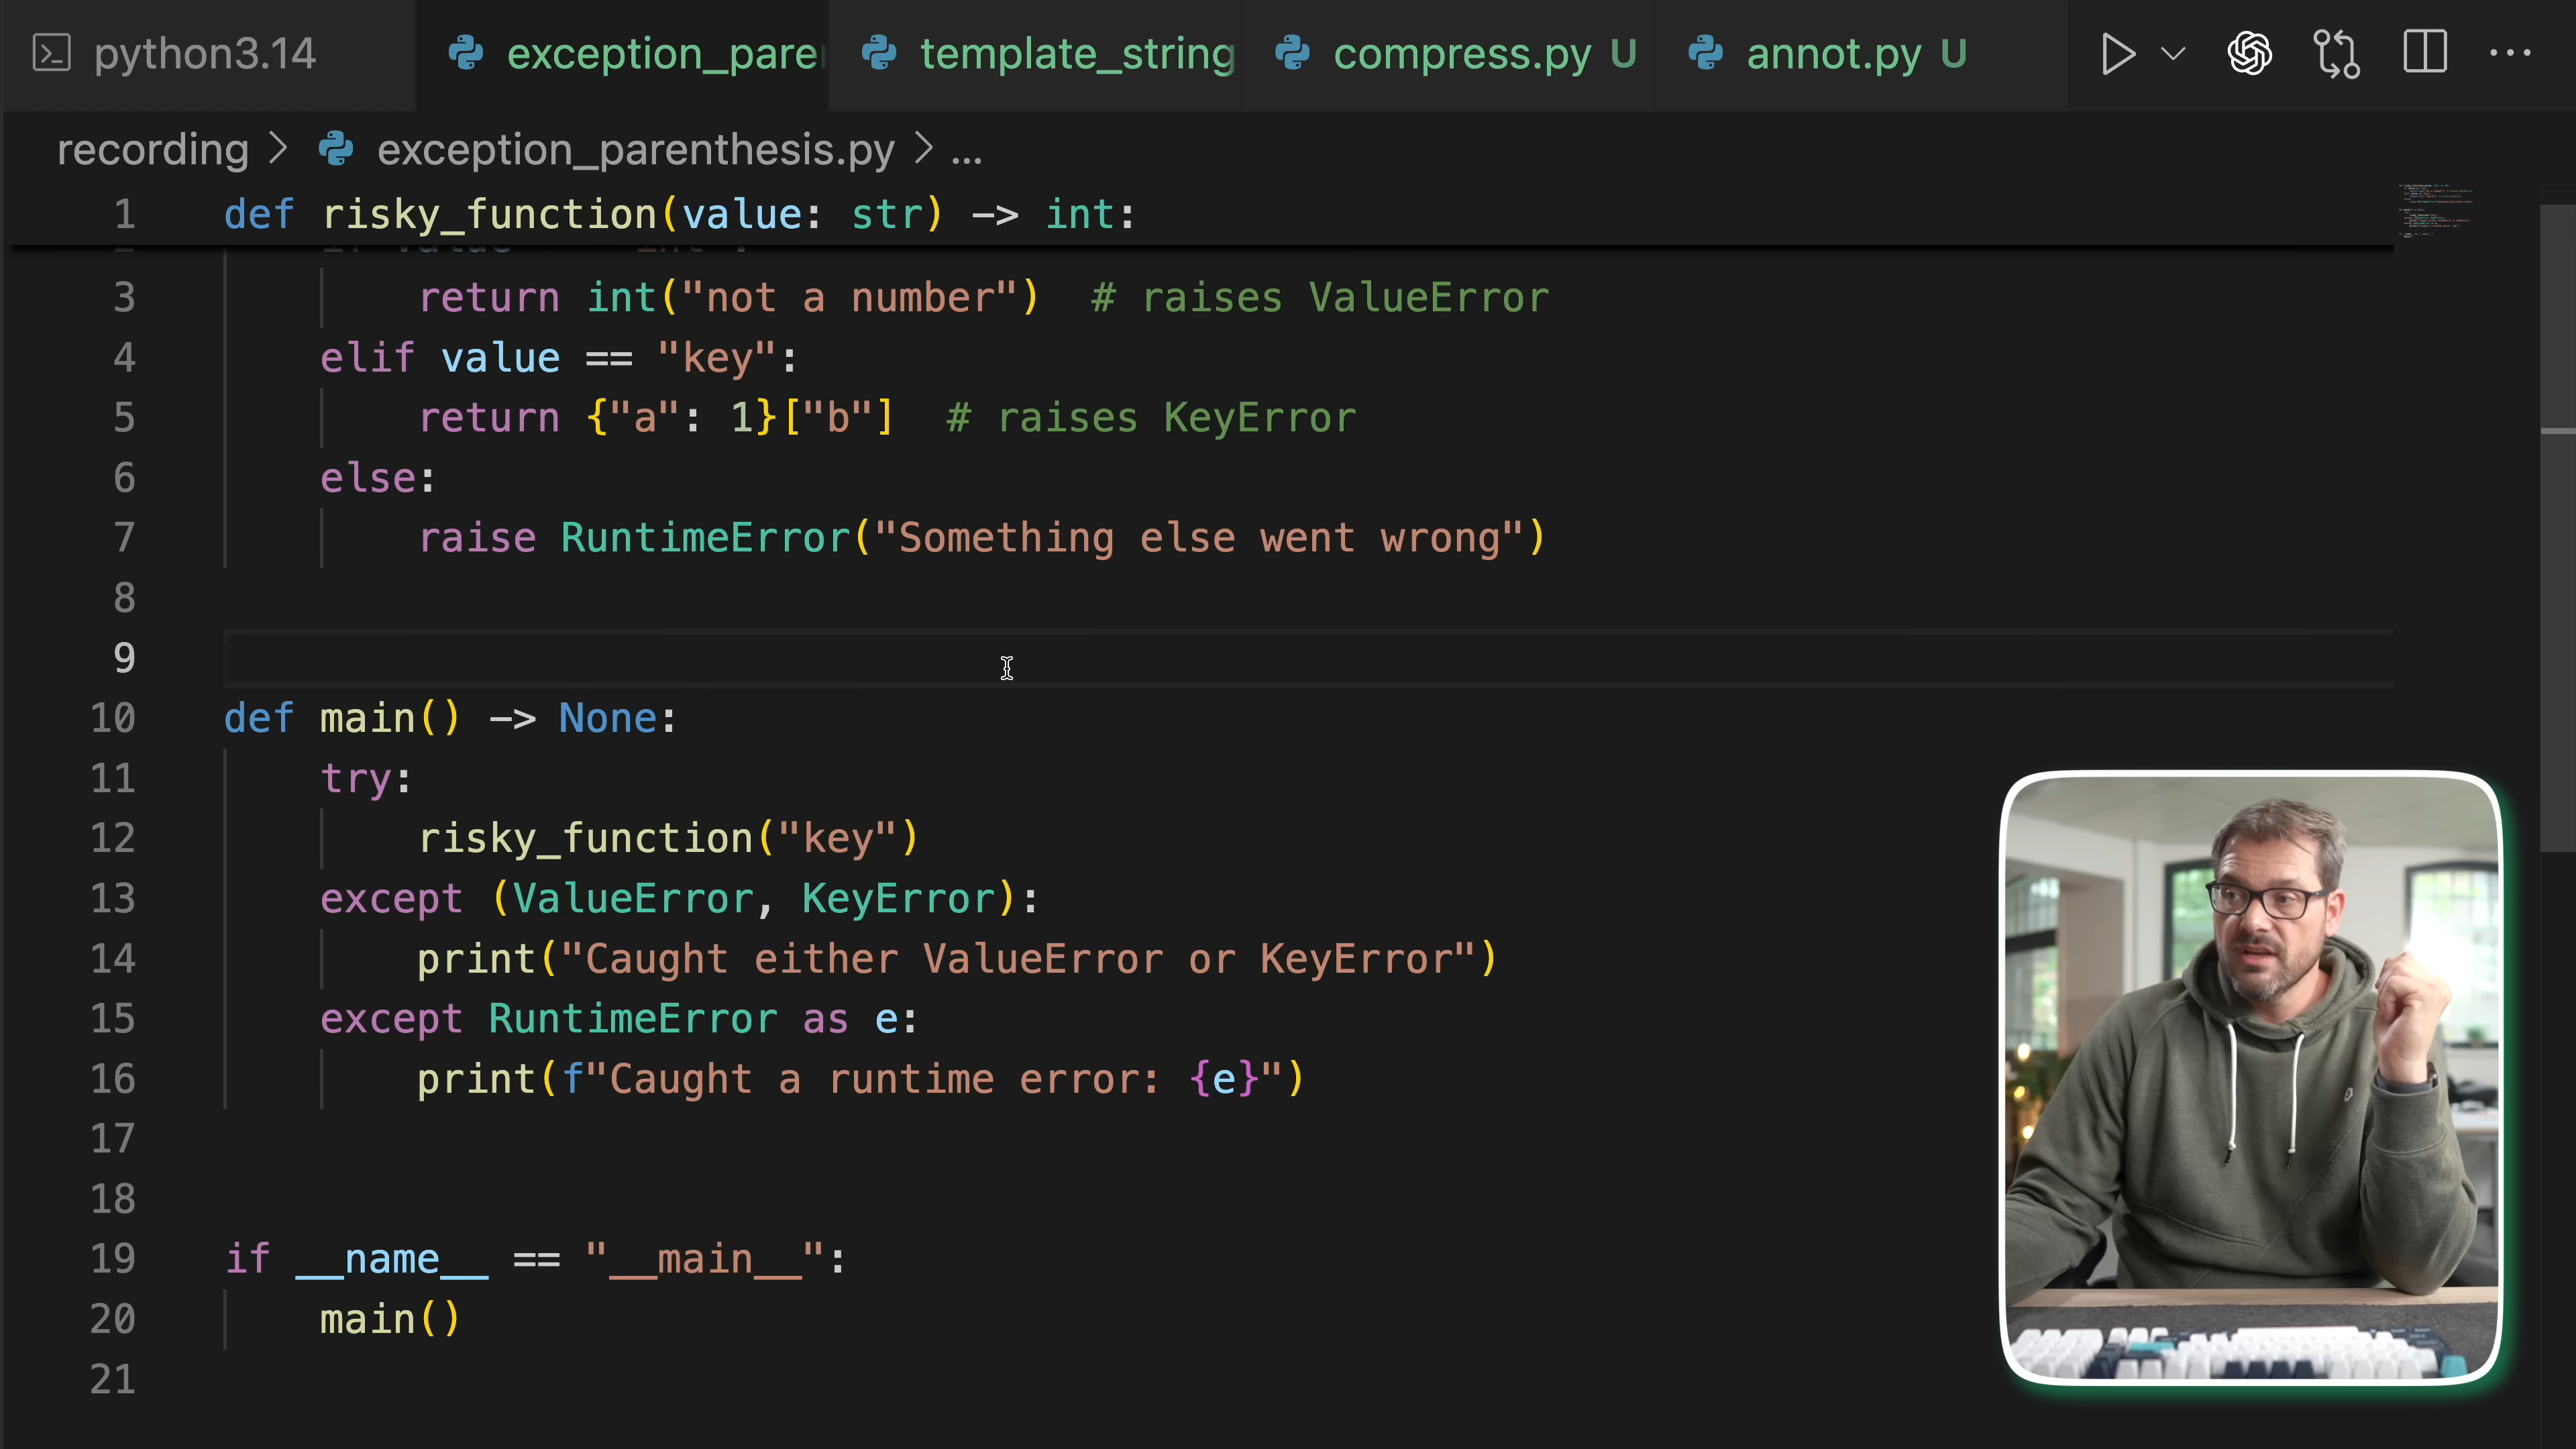 python3.14 exception_pare template_string compress.py U annot.py U
recording > exception_parenthesis.py > ...
1 def risky_function(value: str) -> int:
3 return int("not a number")  # raises ValueError
4 elif value == "key":
5 return {"a": 1}["b"]  # raises KeyError
6 else:
7 raise RuntimeError("Something else went wrong")
8
9
10 def main() -> None:
11 try:
12 risky_function("key")
13 except (ValueError, KeyError):
14 print("Caught either ValueError or KeyError")
15 except RuntimeError as e:
16 print(f"Caught a runtime error: {e}")
17
18
19 if __name__ == "__main__":
20 main()
21